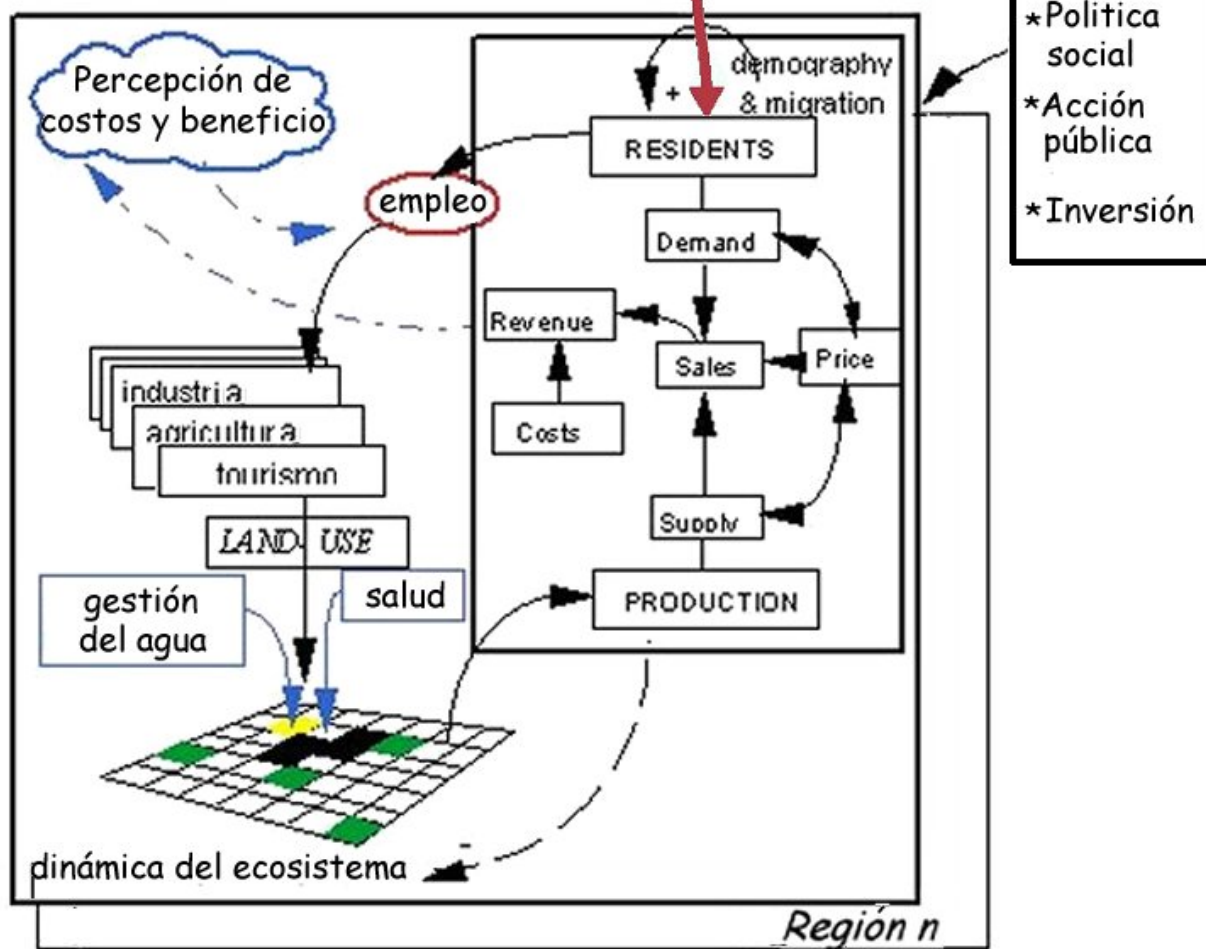 *Politica
social
*Acción
pública
*Inversión
Percepción de
costos y beneficio
demography
& migration
+
RESIDENTS
empleo
Demand
Revenue
Sales
Price
Costs
industria
agricultura
tourismo
Supply
LAND USE
gestión
del agua
salud
PRODUCTION
-
dinámica del ecosistema
Región n